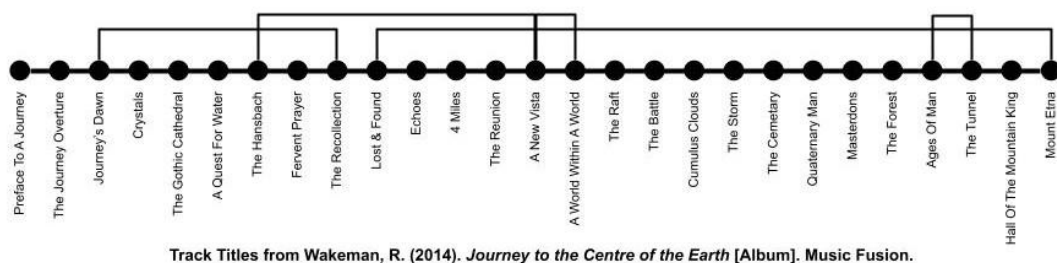 Preface To A Journey
The Journey Overture
Journey's Dawn
Crystals
The Gothic Cathedral
A Quest For Water
The Hansbach
Fervent Prayer
The Recollection
Lost & Found
Echoes
4 Miles
The Reunion
A New Vista
A World Within A World
The Raft
The Battle
Cumulus Clouds
The Storm
The Cemetary
Quaternary Man
Masterdons
The Forest
Ages Of Man
The Tunnel
Hall Of The Mountain King
Mount Etna
Track Titles from Wakeman, R. (2014). Journey to the Centre of the Earth [Album]. Music Fusion.